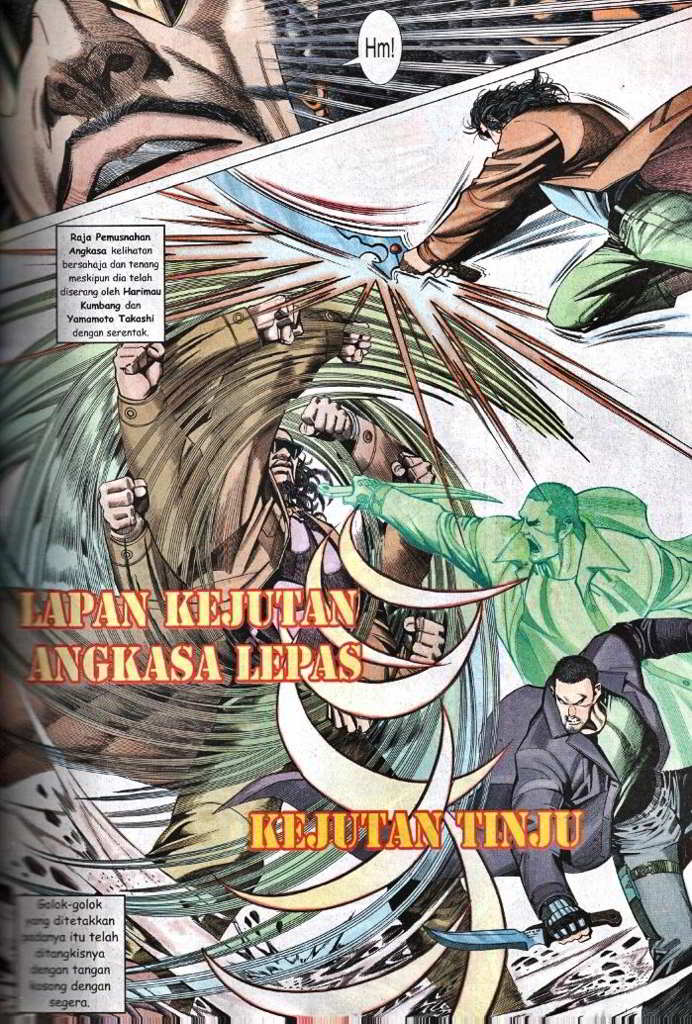 Hm!
Raja Pemusnahan
Angkasa kelihatan
bersahaja dan tenang
meskipun dia telah
diserang oleh Harimau
Kumbang dan
Yamamoto Takashi
dengan serentak.
LAPAN KEJUTAN
ANGKASA LEPAS
KEJUTAN TINJU
Golok-golok
yang ditetakkan
padanya itu telah
ditangkisnya
dengan tangan
kosong dengan
segera.